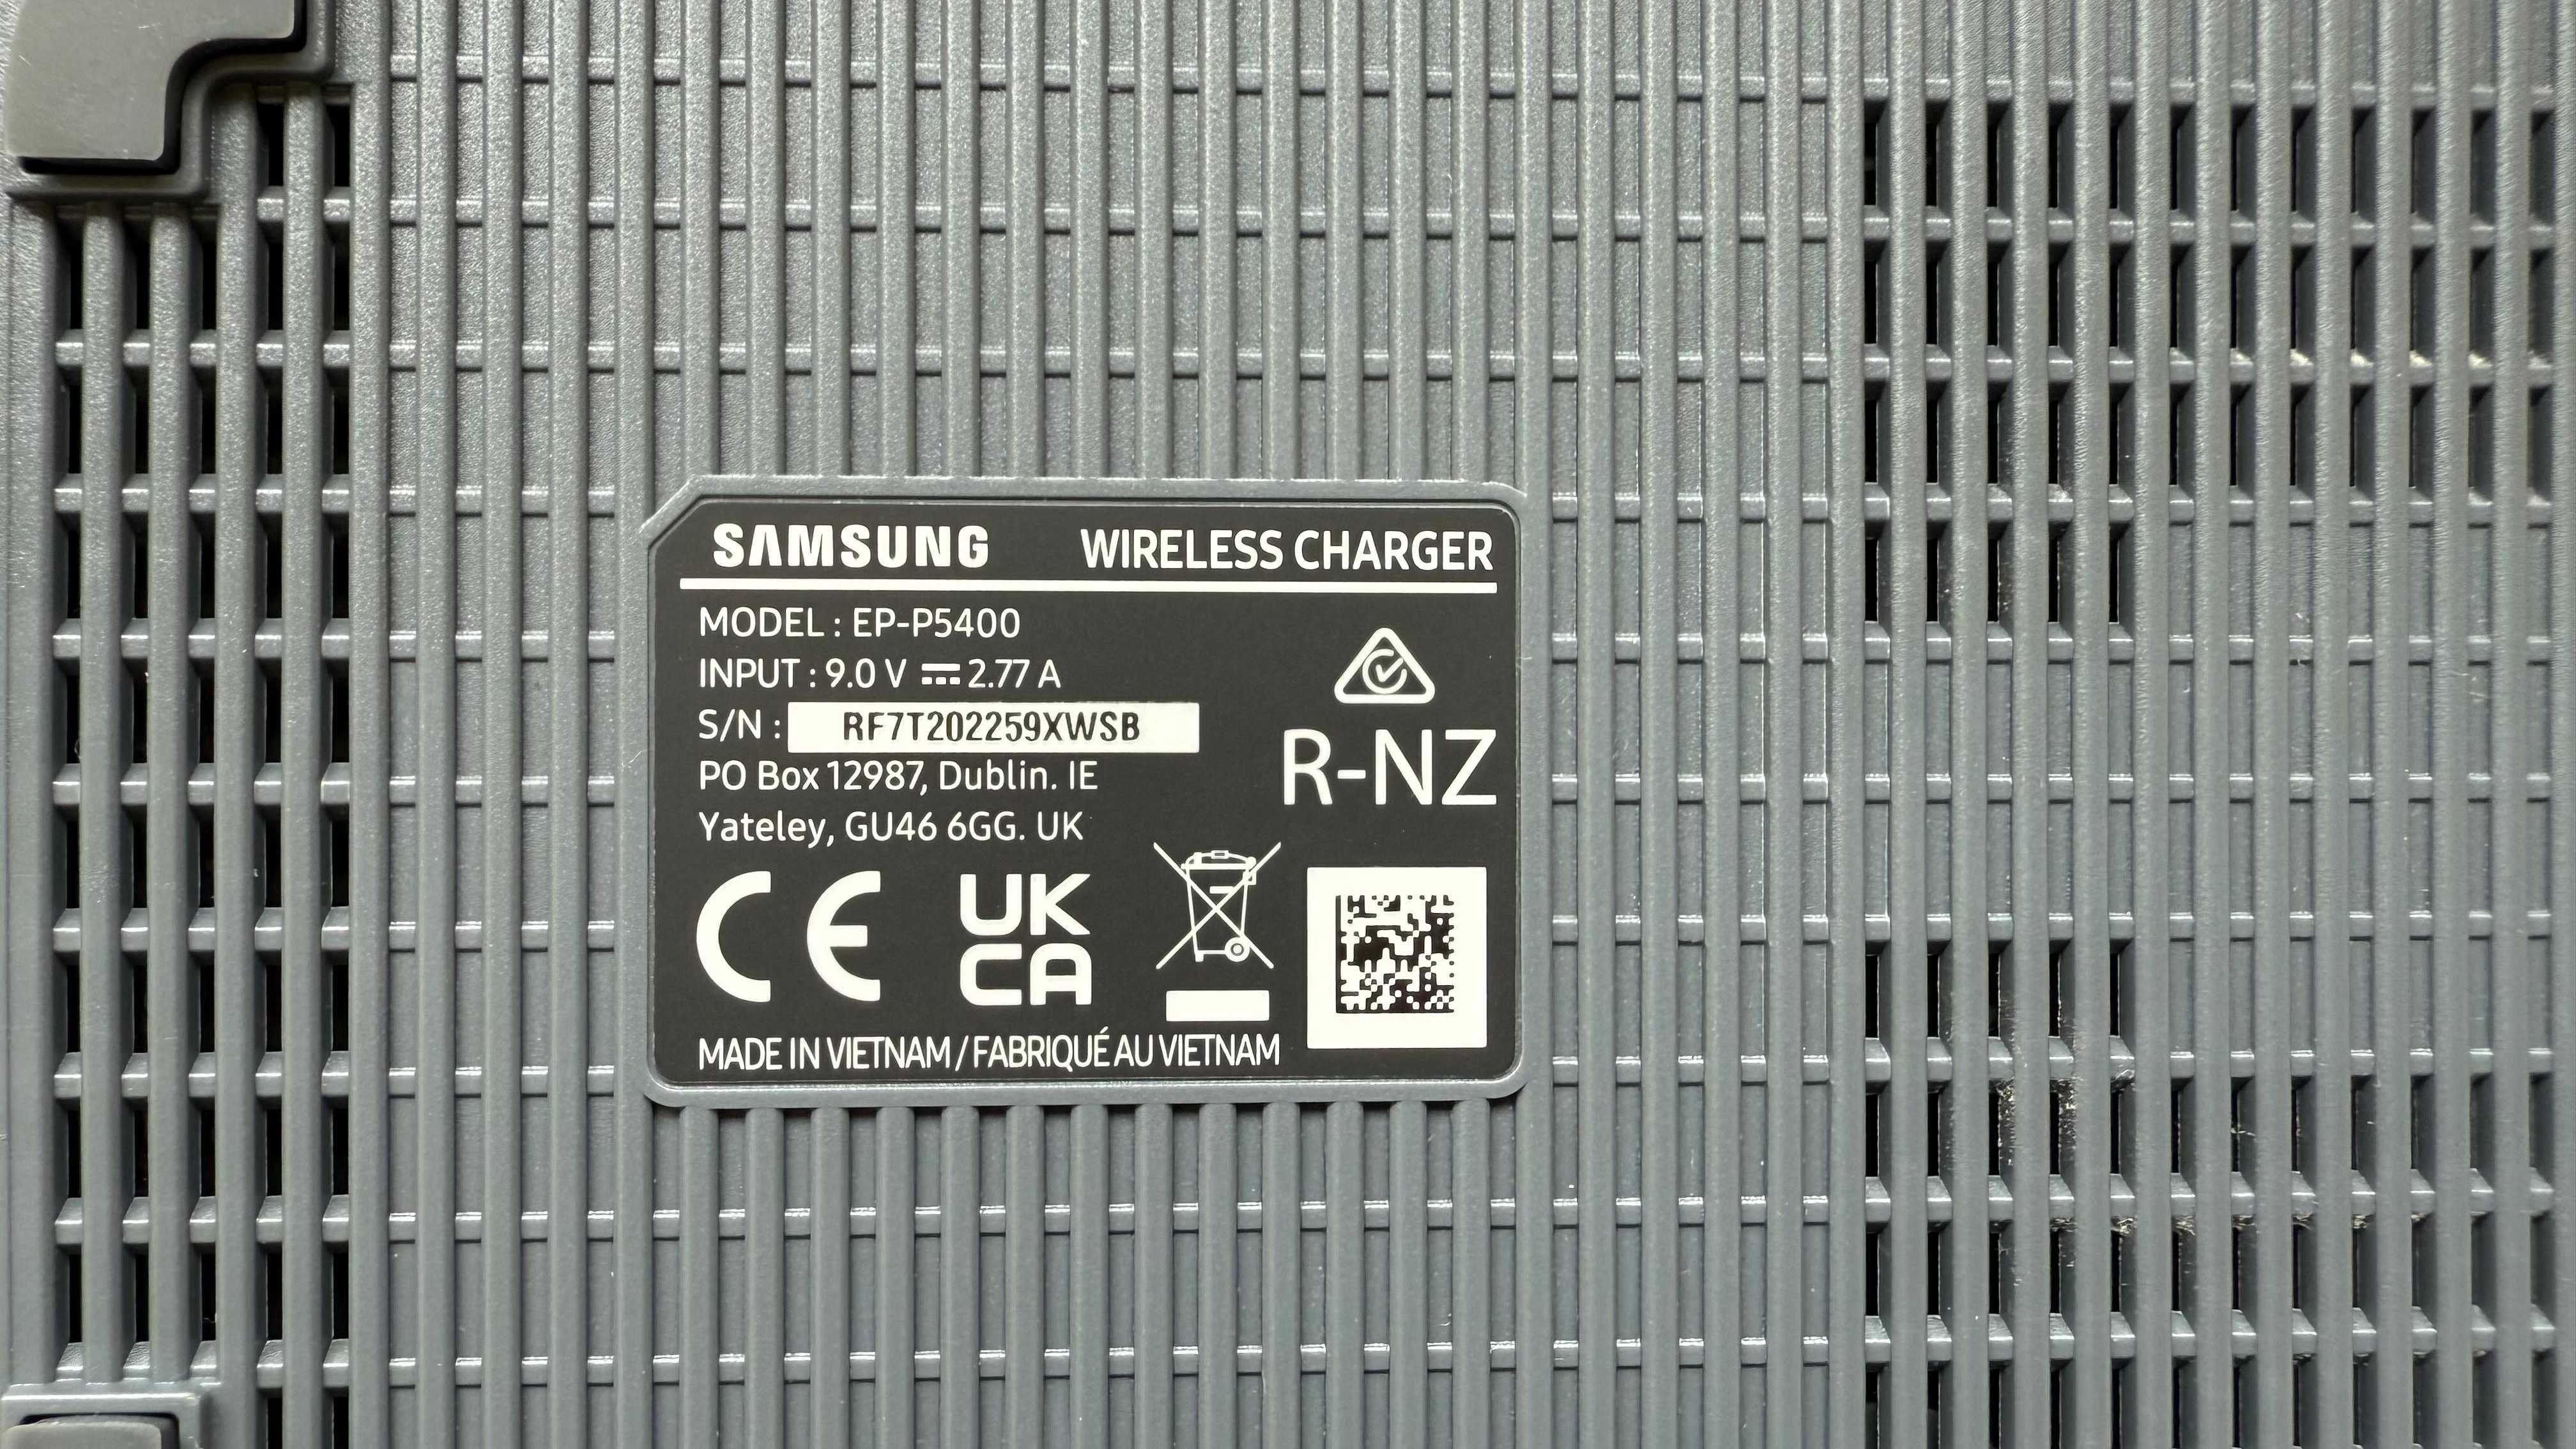 SAMSUNG WIRELESS CHARGER
MODEL : EP-P5400
INPUT : 9.0 V ⎓ 2.77 A
S/N : RF7T202259XWSB
PO Box 12987, Dublin. IE
Yateley, GU46 6GG. UK
R-NZ
CE UK CA
MADE IN VIETNAM / FABRIQUÉ AU VIETNAM